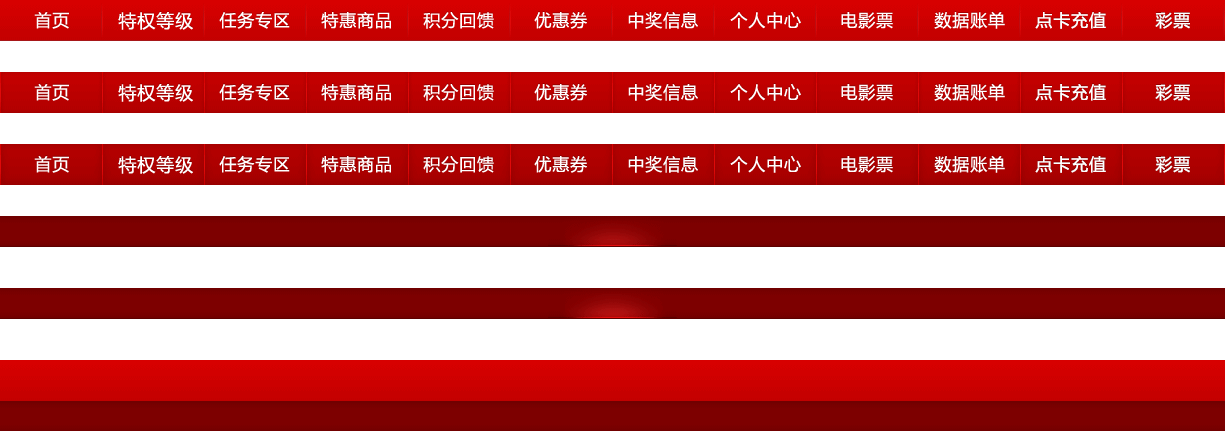 首页 特权等级 任务专区 特惠商品 积分回馈 优惠券 中奖信息 个人中心 电影票 数据账单 点卡充值 彩票
首页 特权等级 任务专区 特惠商品 积分回馈 优惠券 中奖信息 个人中心 电影票 数据账单 点卡充值 彩票
首页 特权等级 任务专区 特惠商品 积分回馈 优惠券 中奖信息 个人中心 电影票 数据账单 点卡充值 彩票